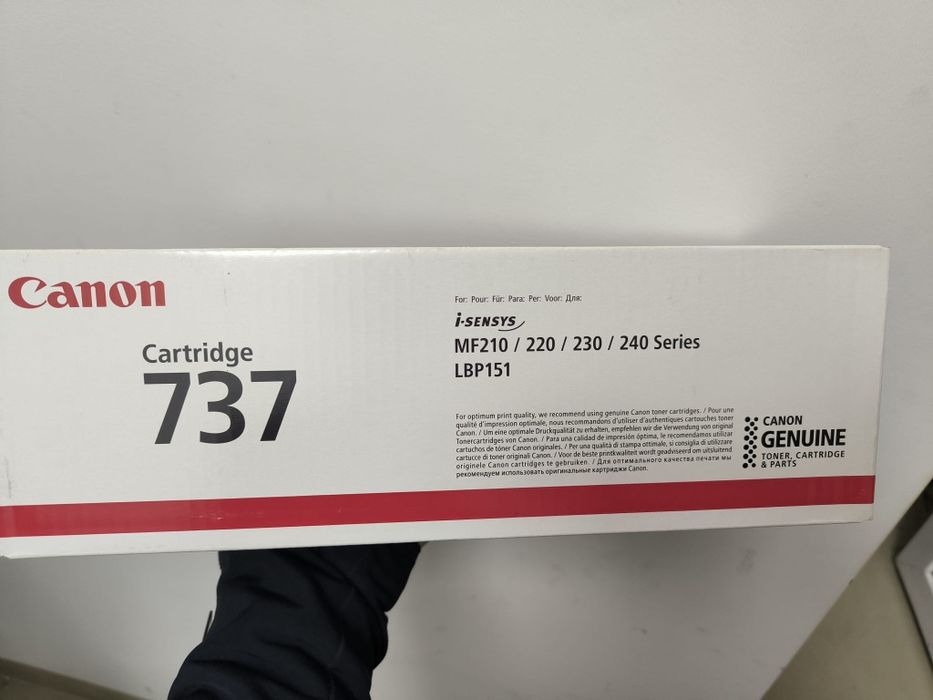 Canon
Cartridge
737
For: Pour: Für: Para: Per: Voor: Для:
i-SENSYS
MF210 / 220 / 230 / 240 Series
LBP151
For optimum print quality, we recommend using genuine Canon toner cartridges. / Pour une
qualité d'impression optimale, nous recommandons d'utiliser d'authentiques cartouches toner
Canon. / Um eine optimale Druckqualität zu erhalten, empfehlen wir die Verwendung von original
Tonercartridges von Canon. / Para una calidad de impresión óptima, le recomendamos utilizar
cartuchos de tóner Canon originales. / Per una qualità di stampa ottimale, si consiglia di utilizzare
cartucce di toner originali Canon. / Voor de beste printkwaliteit wordt geadviseerd om uitsluitend
originele Canon cartridges te gebruiken. / Для оптимального качества печати мы
рекомендуем использовать оригинальные картриджи Canon.
CANON
GENUINE
TONER, CARTRIDGE
& PARTS